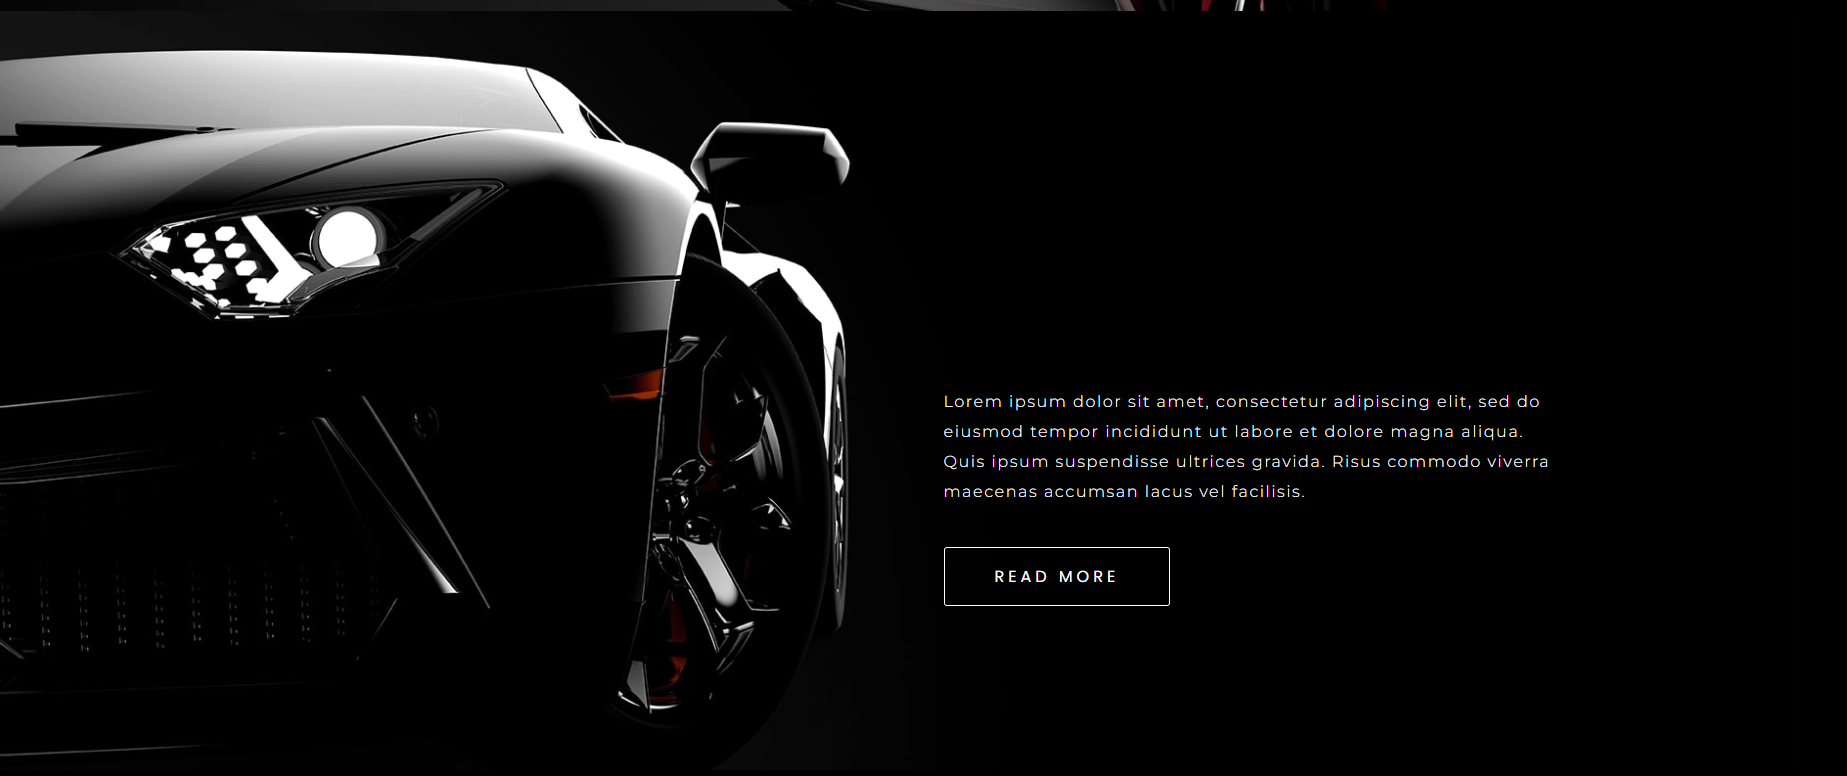 Lorem ipsum dolor sit amet, consectetur adipiscing elit, sed do
eiusmod tempor incididunt ut labore et dolore magna aliqua.
Quis ipsum suspendisse ultrices gravida. Risus commodo viverra
maecenas accumsan lacus vel facilisis.
READ MORE